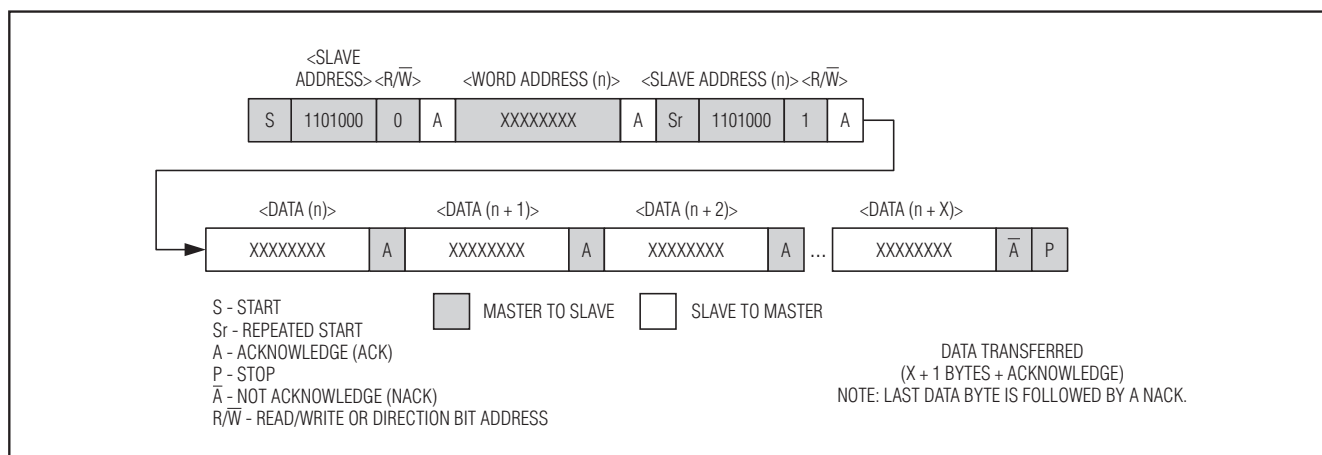 <SLAVE
ADDRESS> <R/W̅> <WORD ADDRESS (n)> <SLAVE ADDRESS (n)> <R/W̅>
S 1101000 0 A XXXXXXXX A Sr 1101000 1 A
<DATA (n)> <DATA (n + 1)> <DATA (n + 2)> <DATA (n + X)>
XXXXXXXX A XXXXXXXX A XXXXXXXX A ... XXXXXXXX A̅ P
S - START
Sr - REPEATED START
A - ACKNOWLEDGE (ACK)
P - STOP
A̅ - NOT ACKNOWLEDGE (NACK)
R/W̅ - READ/WRITE OR DIRECTION BIT ADDRESS
MASTER TO SLAVE SLAVE TO MASTER
DATA TRANSFERRED
(X + 1 BYTES + ACKNOWLEDGE)
NOTE: LAST DATA BYTE IS FOLLOWED BY A NACK.